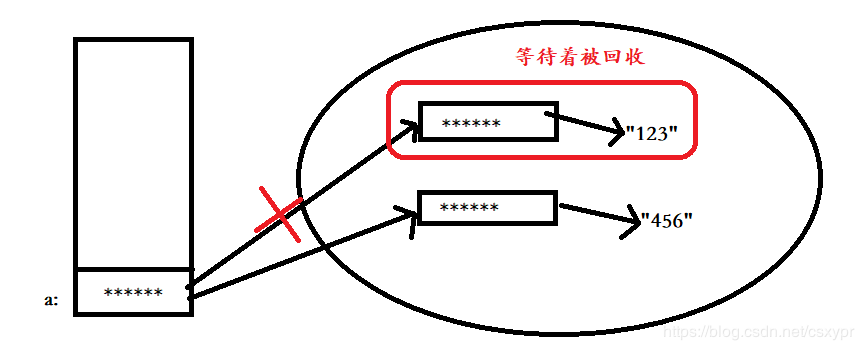 等待着被回收
****** "123"
****** "456"
a: ******
https://blog.csdn.net/csxypr